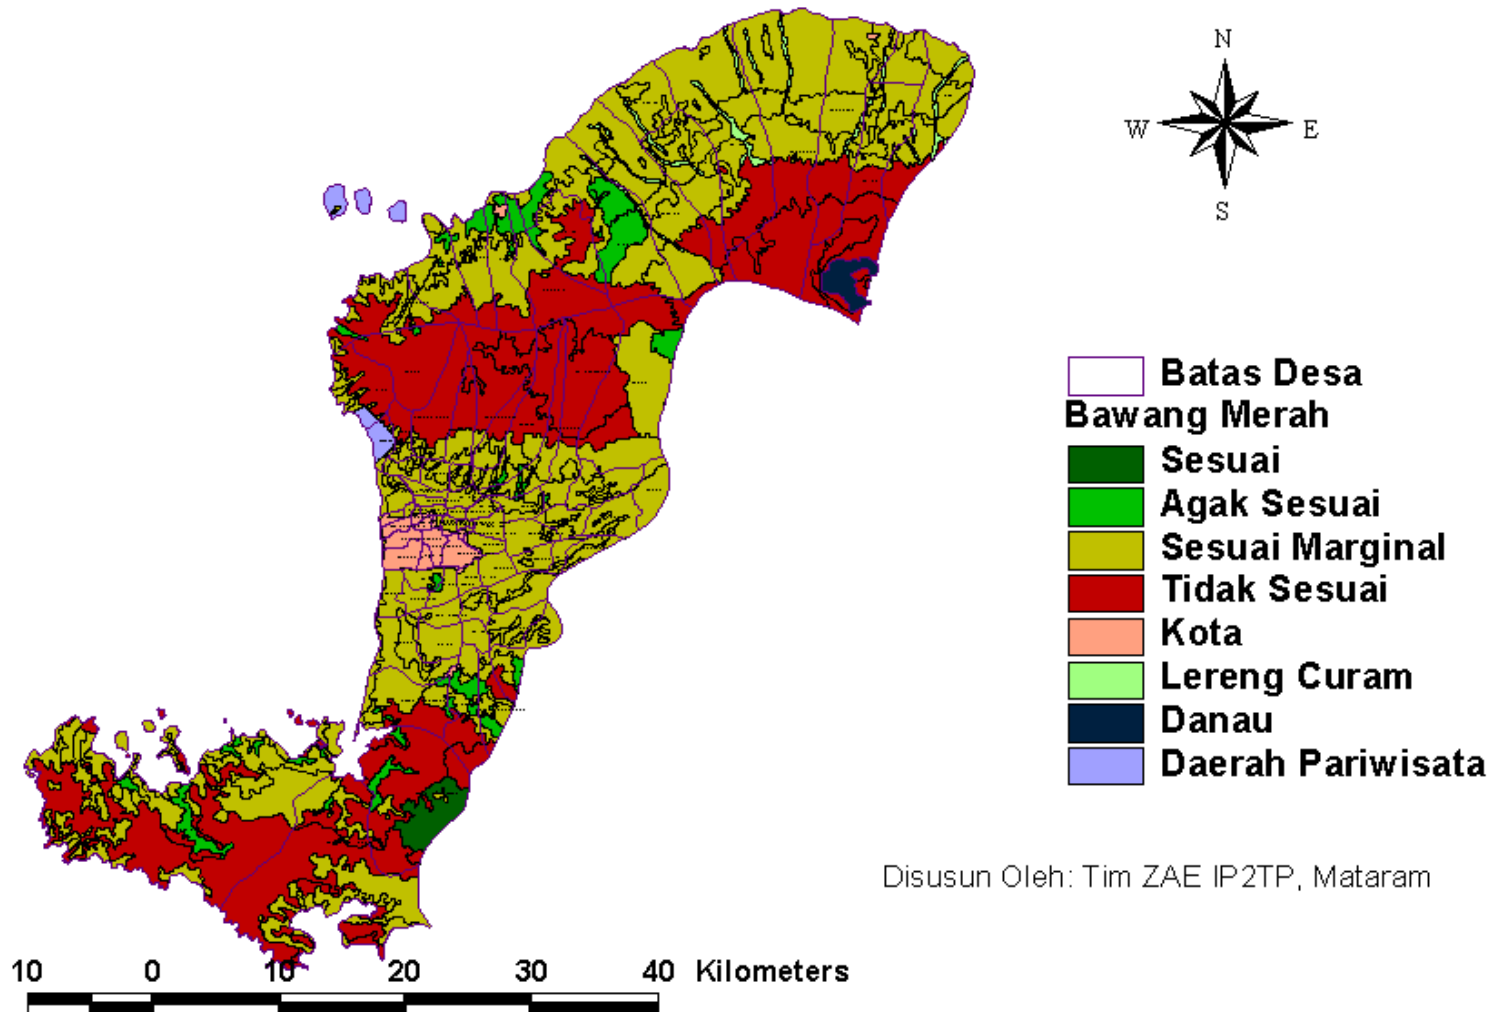 N
W
E
S
Batas Desa
Bawang Merah
Sesuai
Agak Sesuai
Sesuai Marginal
Tidak Sesuai
Kota
Lereng Curam
Danau
Daerah Pariwisata
Disusun Oleh: Tim ZAE IP2TP, Mataram
10 0 10 20 30 40 Kilometers